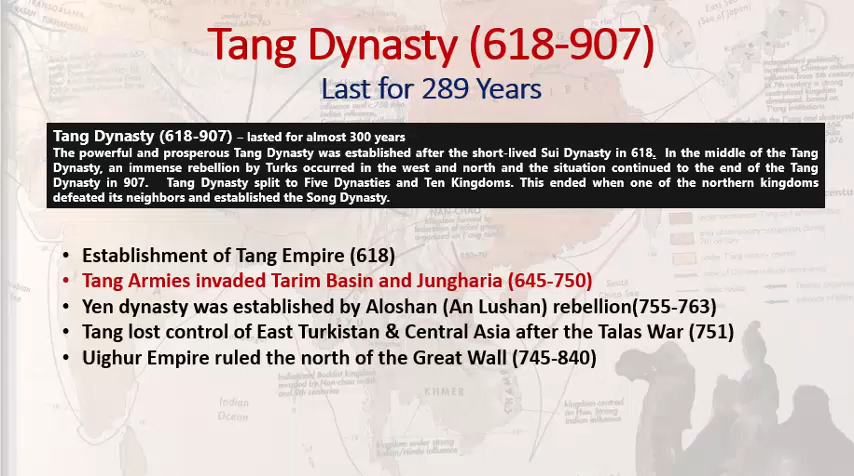 Tang Dynasty (618-907)
Last for 289 Years
Tang Dynasty (618-907) – lasted for almost 300 years
The powerful and prosperous Tang Dynasty was established after the short-lived Sui Dynasty in 618. In the middle of the Tang
Dynasty, an immense rebellion by Turks occurred in the west and north and the situation continued to the end of the Tang
Dynasty in 907. Tang Dynasty split to Five Dynasties and Ten Kingdoms. This ended when one of the northern kingdoms
defeated its neighbors and established the Song Dynasty.
• Establishment of Tang Empire (618)
• Tang Armies invaded Tarim Basin and Jungharia (645-750)
• Yen dynasty was established by Aloshan (An Lushan) rebellion(755-763)
• Tang lost control of East Turkistan & Central Asia after the Talas War (751)
• Uighur Empire ruled the north of the Great Wall (745-840)
KHMER
Indian
Ocean